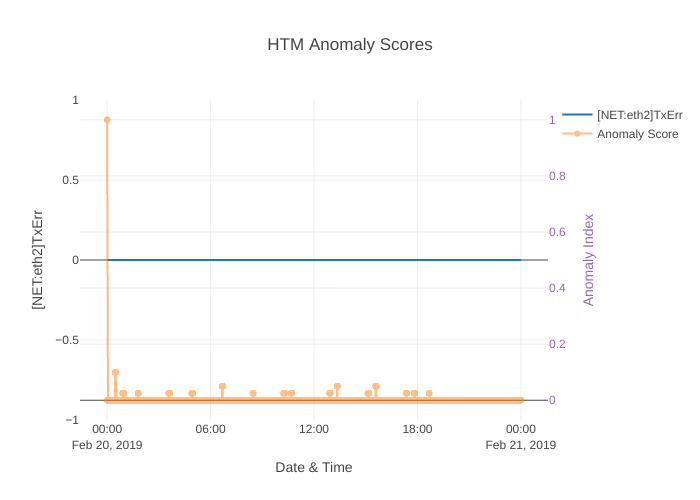 HTM Anomaly Scores
[NET:eth2]TxErr
Anomaly Score
1
0.5
0
−0.5
−1
[NET:eth2]TxErr
1
0.8
0.6
0.4
0.2
0
Anomaly Index
00:00
06:00
12:00
18:00
00:00
Feb 20, 2019
Feb 21, 2019
Date & Time